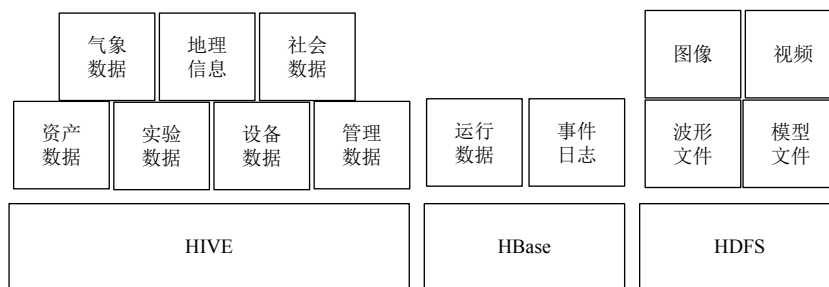 气象
数据
地理
信息
社会
数据
图像
视频
资产
数据
实验
数据
设备
数据
管理
数据
运行
数据
事件
日志
波形
文件
模型
文件
HIVE
HBase
HDFS